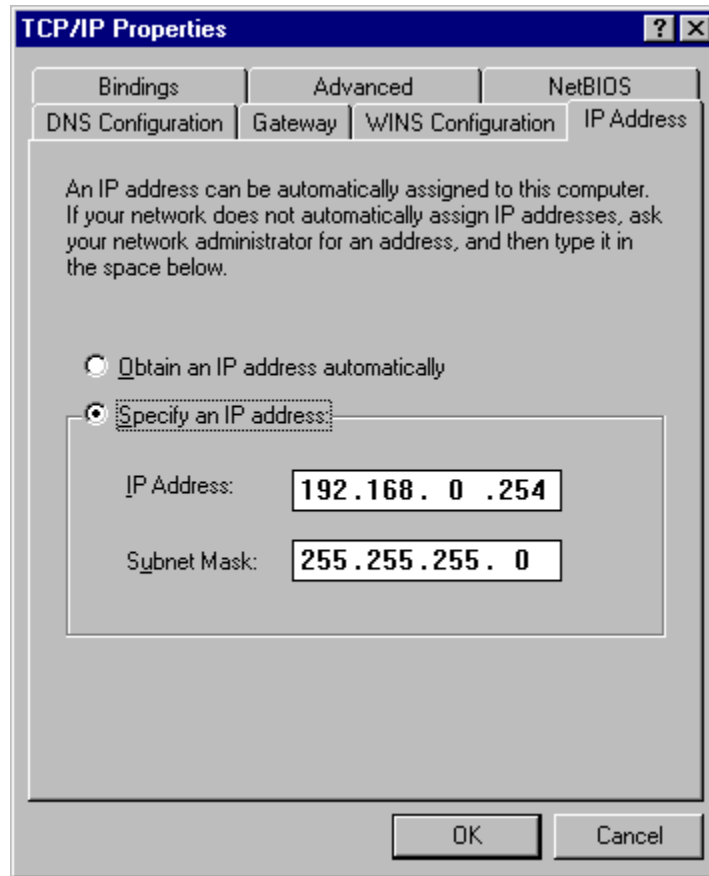 TCP/IP Properties
Bindings Advanced NetBIOS
DNS Configuration Gateway WINS Configuration IP Address
An IP address can be automatically assigned to this computer.
If your network does not automatically assign IP addresses, ask
your network administrator for an address, and then type it in
the space below.
Obtain an IP address automatically
Specify an IP address:
IP Address: 192.168. 0 .254
Subnet Mask: 255.255.255. 0
OK Cancel